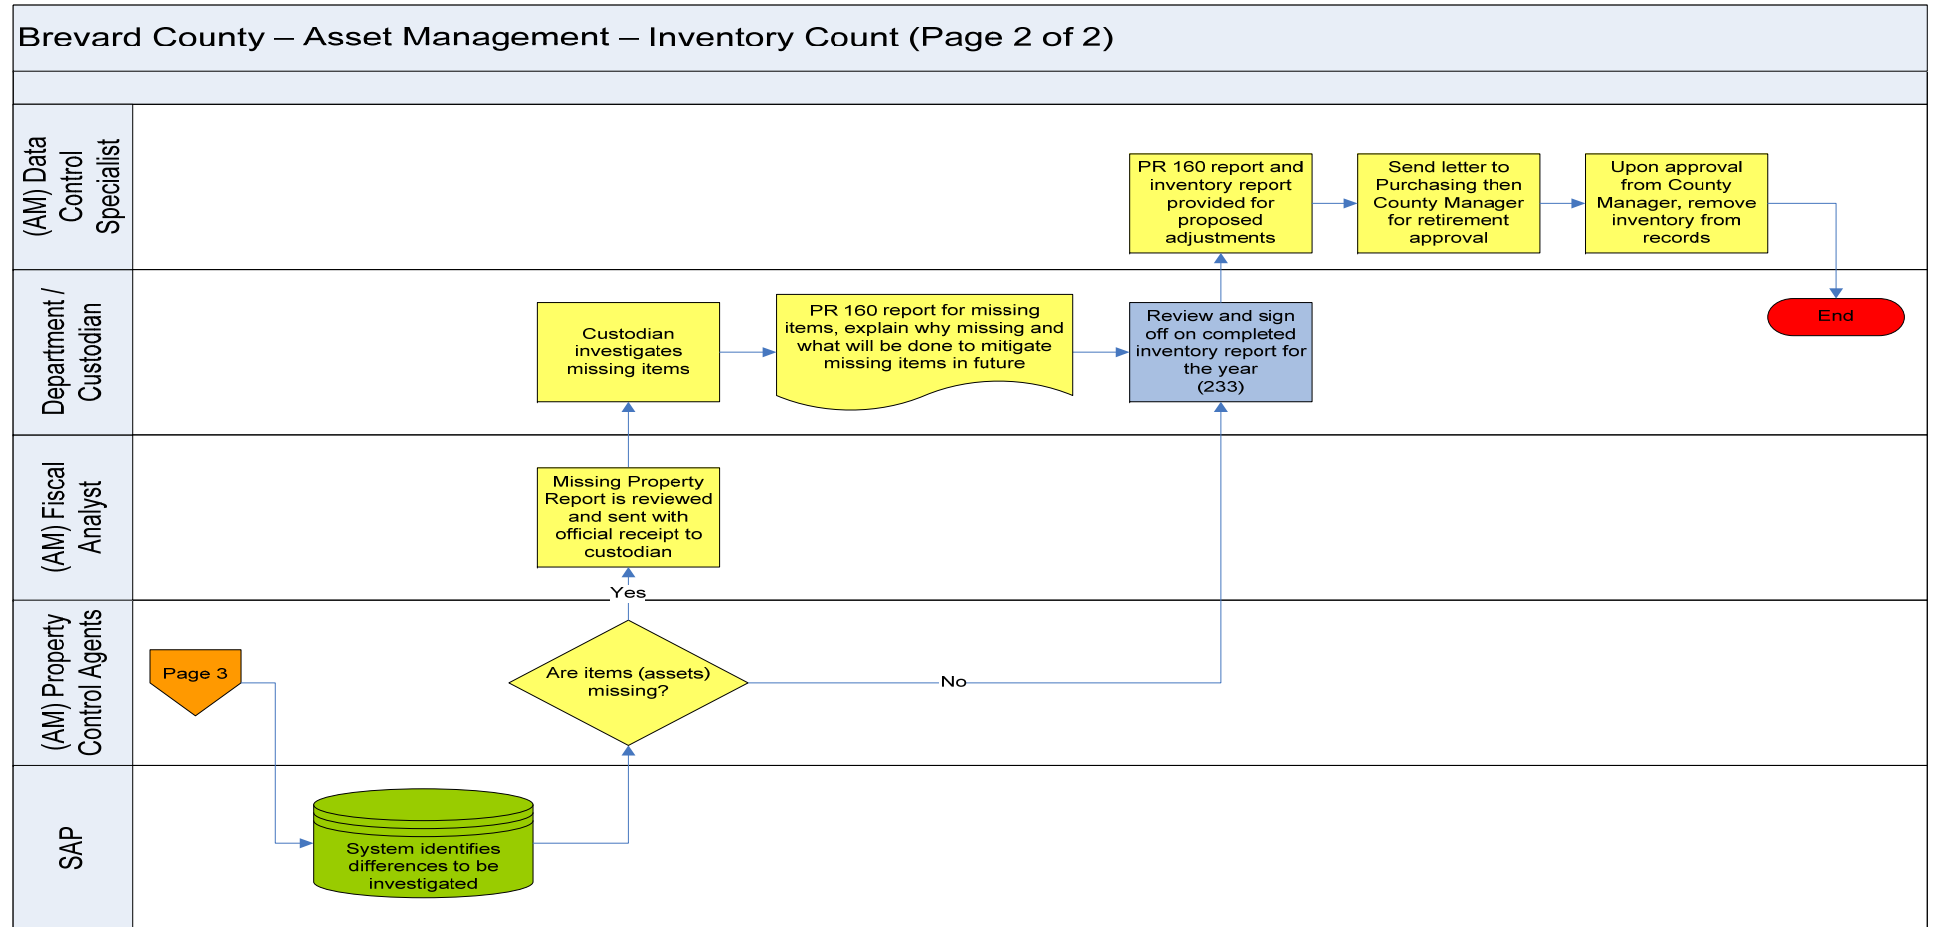 Brevard County – Asset Management – Inventory Count (Page 2 of 2)
(AM) Data
Control
Specialist
PR 160 report and
inventory report
provided for
proposed
adjustments
Send letter to
Purchasing then
County Manager
for retirement
approval
Upon approval
from County
Manager, remove
inventory from
records
Department /
Custodian
Custodian
investigates
missing items
PR 160 report for missing
items, explain why missing and
what will be done to mitigate
missing items in future
Review and sign
off on completed
inventory report for
the year
(233)
End
(AM) Fiscal
Analyst
Missing Property
Report is reviewed
and sent with
official receipt to
custodian
Yes
(AM) Property
Control Agents
Page 3
Are items (assets)
missing?
No
SAP
System identifies
differences to be
investigated